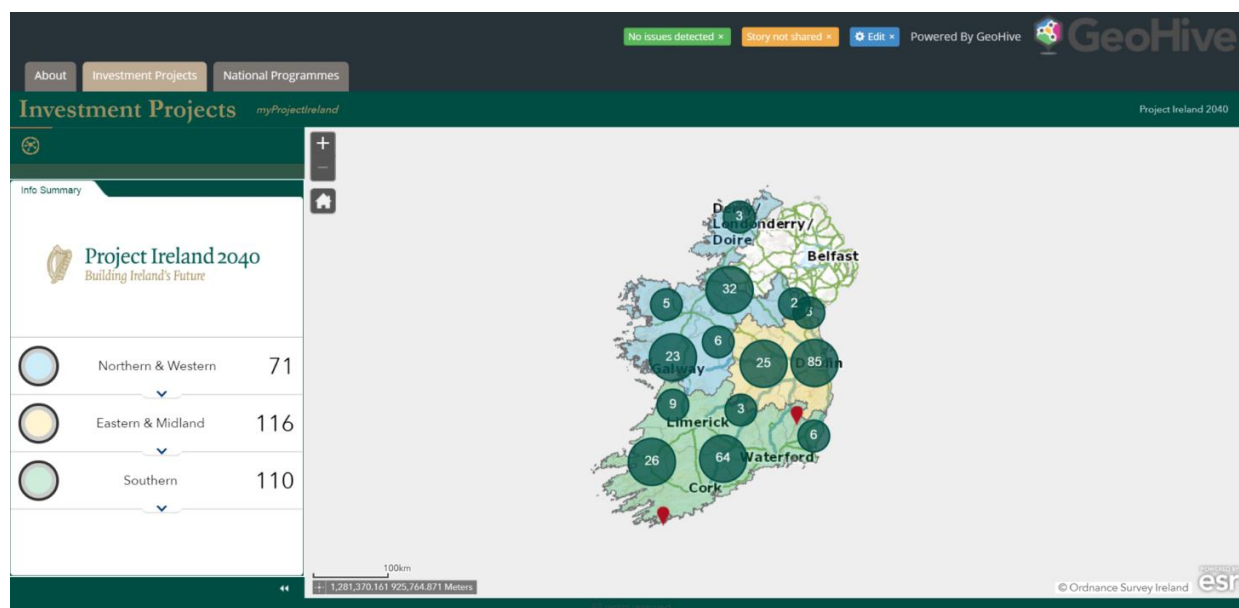 No issues detected × Story not shared × Edit × Powered By GeoHive GeoHive
About Investment Projects National Programmes
Investment Projects myProjectIreland Project Ireland 2040
+
−
Info Summary
Project Ireland 2040
Building Ireland's Future
Northern & Western 71
Eastern & Midland 116
Southern 110
Derry/
Londonderry/
Doire
3
Belfast
32
5
2
6
6
23
Galway
25
85
Dublin
9
3
Limerick
6
26
64
Waterford
Cork
100km
1,281,370.161 925,764.871 Meters
© Ordnance Survey Ireland
esri